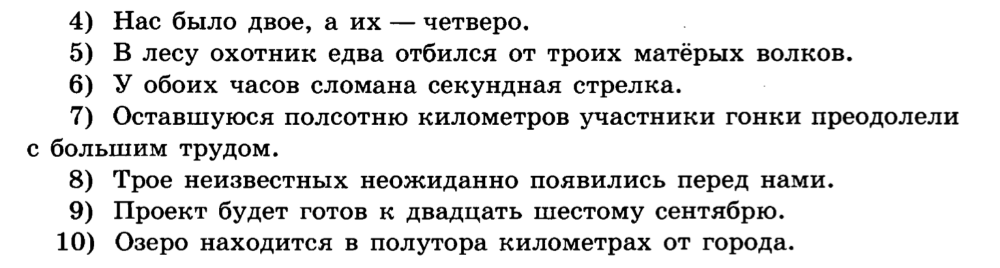 4) Нас было двое, а их — четверо.
5) В лесу охотник едва отбился от троих матёрых волков.
6) У обоих часов сломана секундная стрелка.
7) Оставшуюся полсотню километров участники гонки преодолели
с большим трудом.
8) Трое неизвестных неожиданно появились перед нами.
9) Проект будет готов к двадцать шестому сентябрю.
10) Озеро находится в полутора километрах от города.